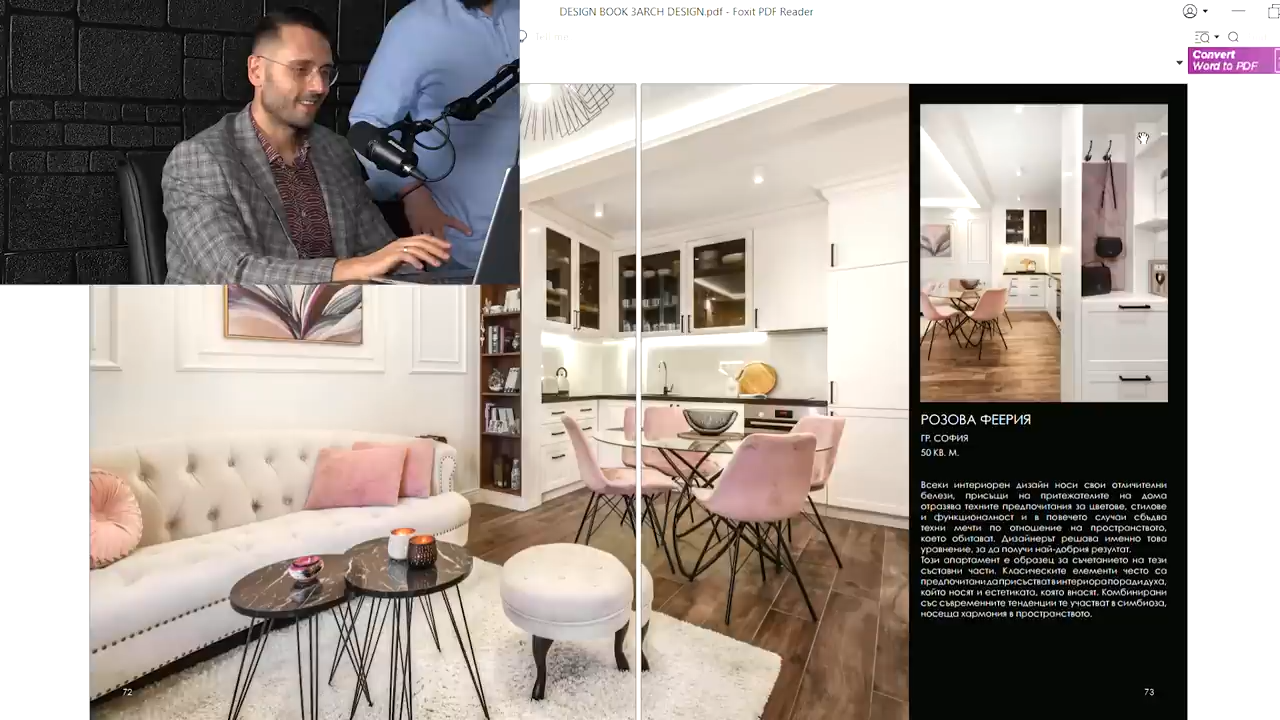 DESIGN BOOK 3ARCH DESIGN.pdf - Foxit PDF Reader
Tell me
Convert
Word to PDF
РОЗОВА ФЕЕРИЯ
ГР. СОФИЯ
50 КВ. М.
Всеки интериорен дизайн носи свои отличителни
белези, присъщи на притежателите на дома
отразява техните предпочитания за цветове, стилове
и функционалност и в повечето случаи сбъдва
техни мечти по отношение на пространството,
което обитават. Дизайнерът решава именно това
уравнение, за да получи най-добрия резултат.
Този апартамент е образец за съчетанието на тези
съставни части. Класическите елементи често са
предпочитани да присъстват в интериора поради духа,
който носят и естетиката, която внасят. Комбинирани
със съвременните тенденции те участват в симбиоза,
носеща хармония в пространството.
72
73